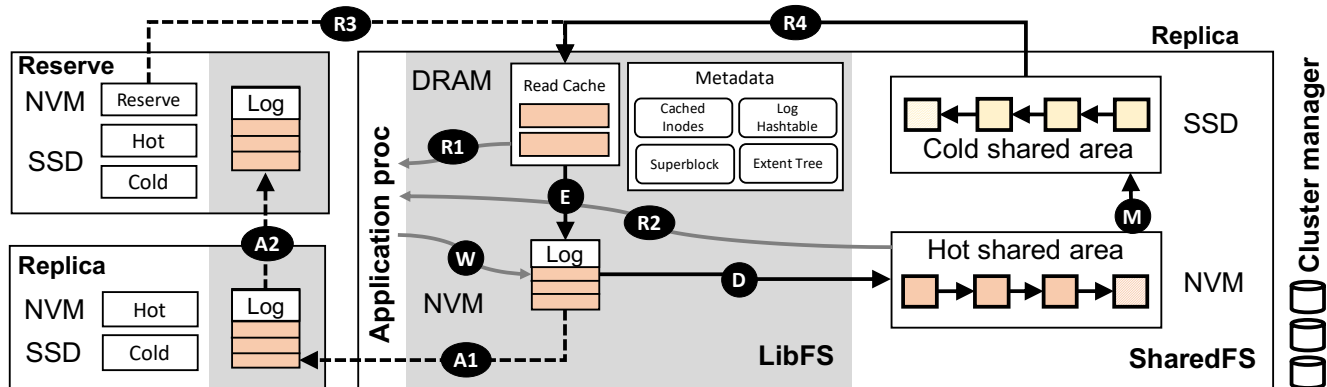 R3
R4
Replica
Reserve
NVM
Reserve
Log
SSD
Hot
Cold
A2
Replica
NVM
Hot
SSD
Cold
Log
A1
Application proc
DRAM
Read Cache
R1
E
Metadata
Cached
Inodes
Log
Hashtable
Superblock
Extent Tree
R2
W
Log
NVM
D
LibFS
SSD
Cold shared area
M
Hot shared area
NVM
SharedFS
Cluster manager